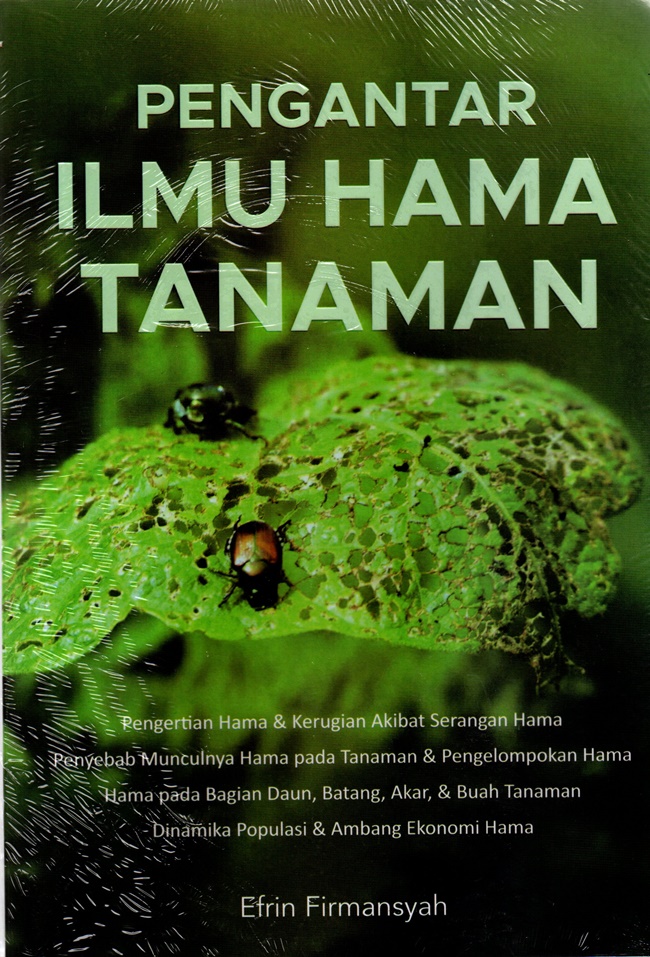 PENGANTAR
ILMU HAMA
TANAMAN
Pengertian Hama & Kerugian Akibat Serangan Hama
Penyebab Munculnya Hama pada Tanaman & Pengelompokan Hama
Hama pada Bagian Daun, Batang, Akar, & Buah Tanaman
Dinamika Populasi & Ambang Ekonomi Hama
Efrin Firmansyah